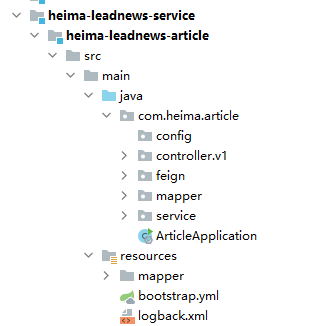 heima-leadnews-service
heima-leadnews-article
src
main
java
com.heima.article
config
controller.v1
feign
mapper
service
ArticleApplication
resources
mapper
bootstrap.yml
logback.xml